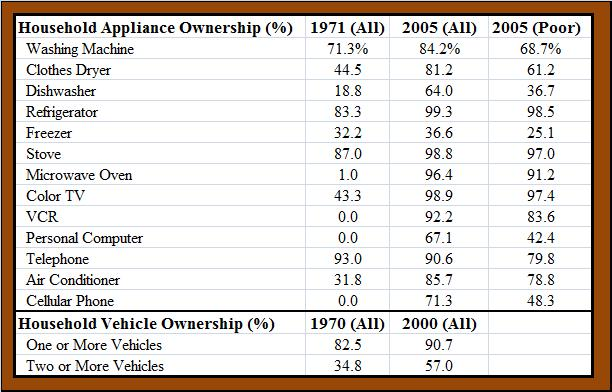 Household Appliance Ownership (%) 1971 (All) 2005 (All) 2005 (Poor)
Washing Machine 71.3% 84.2% 68.7%
Clothes Dryer 44.5 81.2 61.2
Dishwasher 18.8 64.0 36.7
Refrigerator 83.3 99.3 98.5
Freezer 32.2 36.6 25.1
Stove 87.0 98.8 97.0
Microwave Oven 1.0 96.4 91.2
Color TV 43.3 98.9 97.4
VCR 0.0 92.2 83.6
Personal Computer 0.0 67.1 42.4
Telephone 93.0 90.6 79.8
Air Conditioner 31.8 85.7 78.8
Cellular Phone 0.0 71.3 48.3
Household Vehicle Ownership (%) 1970 (All) 2000 (All)
One or More Vehicles 82.5 90.7
Two or More Vehicles 34.8 57.0